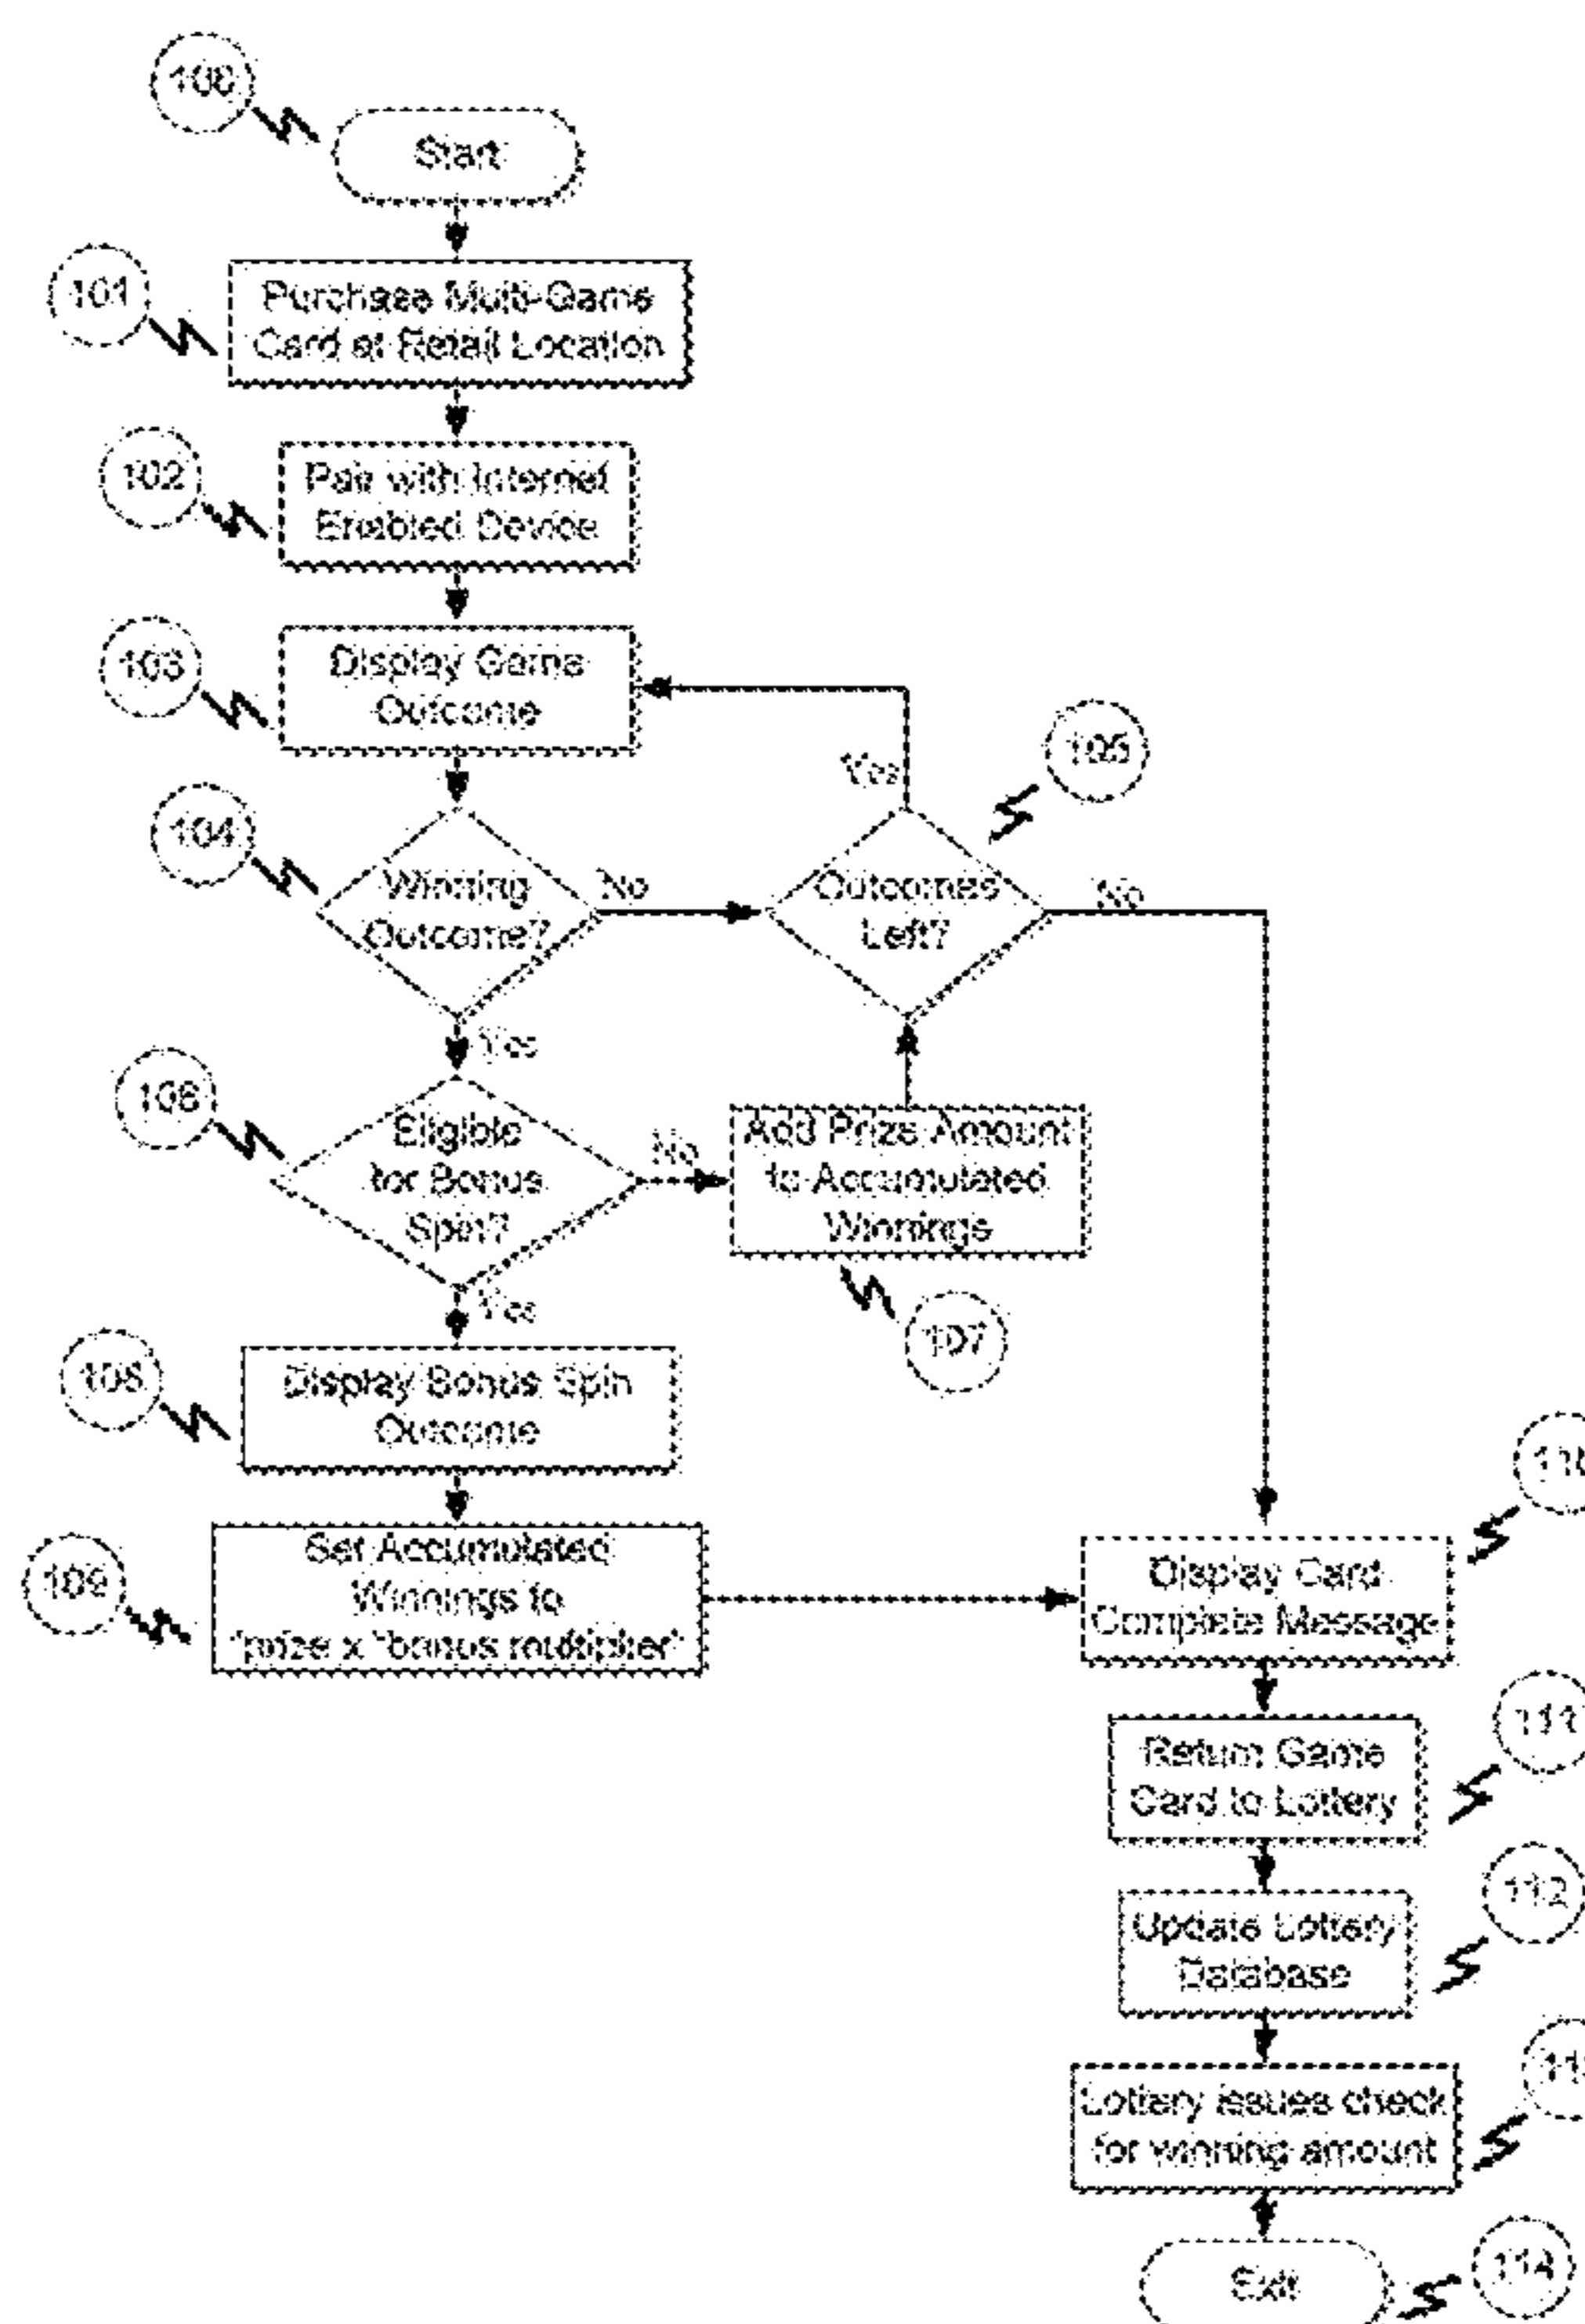 100
Start
101
Purchase Multi-Game
Card at Retail Location
102
Pair with Internet
Enabled Device
103
Display Game
Outcome
Yes
105
104
Winning
Outcome?
No
Outcomes
Left?
No
Yes
106
Eligible
for Bonus
Spin?
No
Add Prize Amount
to Accumulated
Winnings
107
Yes
108
Display Bonus Spin
Outcome
109
Set Accumulated
Winnings to
"prize x "bonus multiplier"
110
Display Card
Complete Message
111
Return Game
Card to Lottery
112
Update Lottery
Database
Lottery issues check
for winning amount
Exit
114